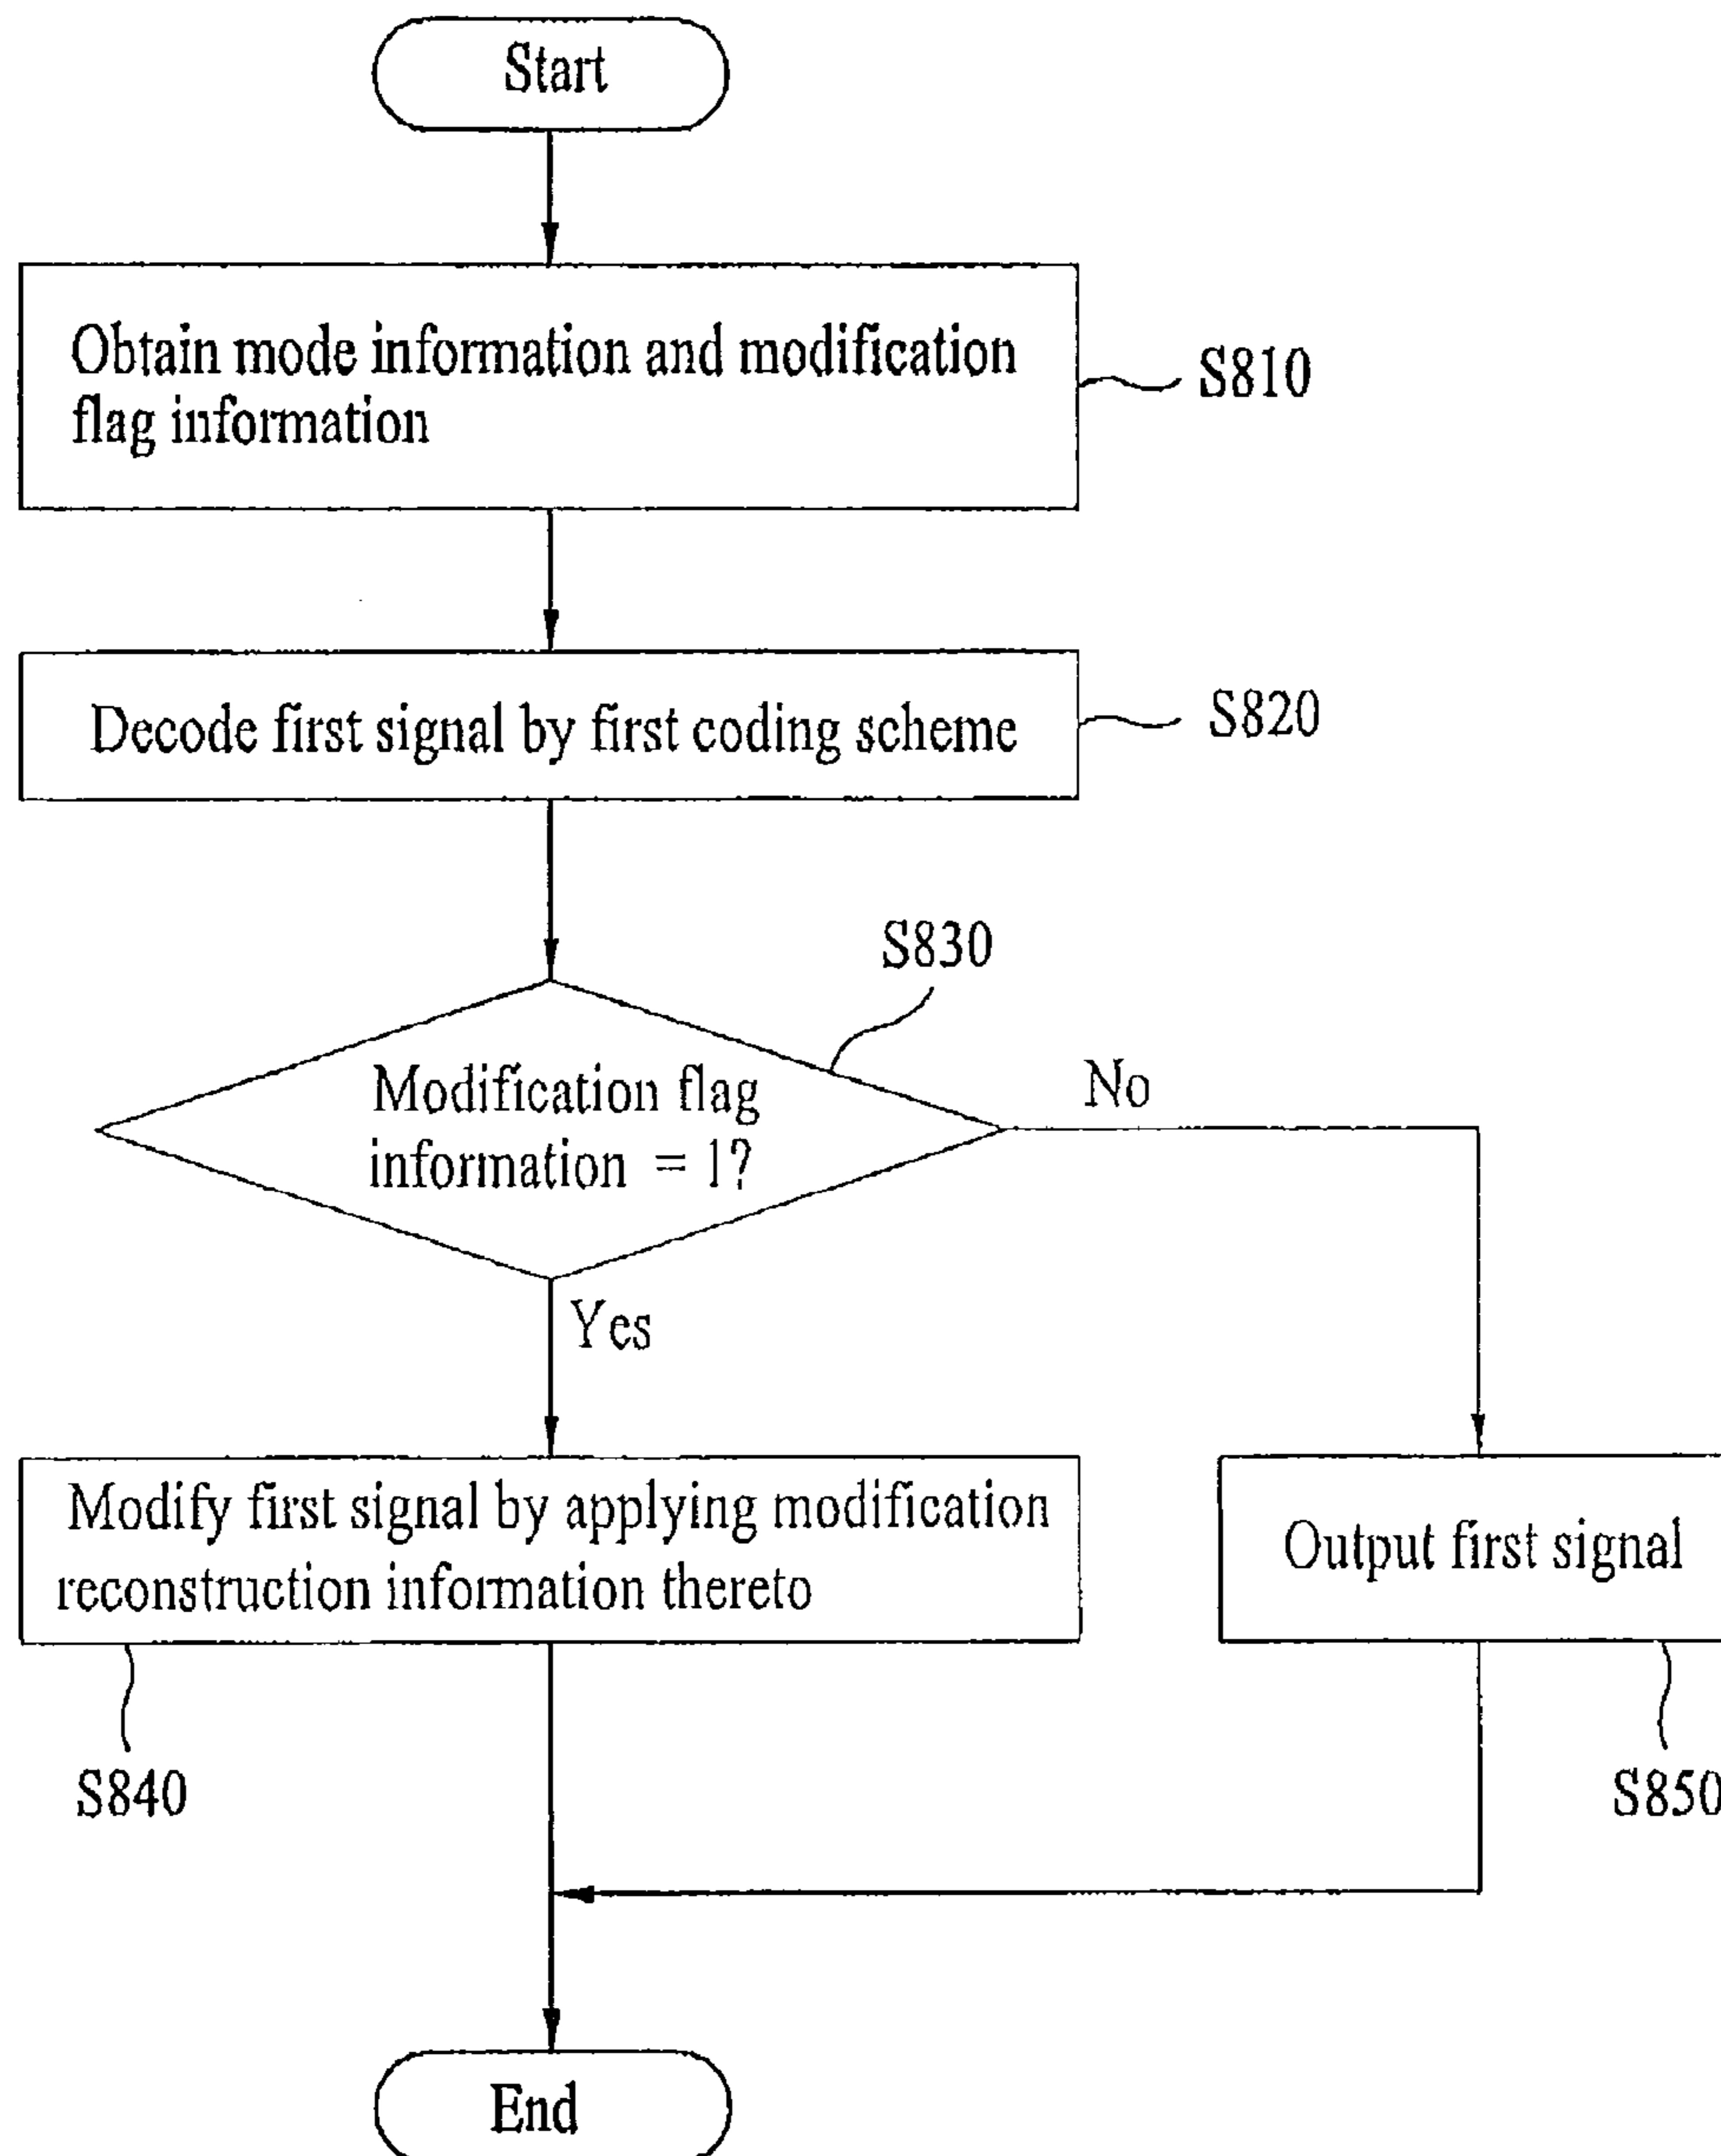 Start
Obtain mode information and modification
flag information
S810
Decode first signal by first coding scheme
S820
S830
Modification flag
information = 1?
No
Yes
Modify first signal by applying modification
reconstruction information thereto
Output first signal
S840
S850
End